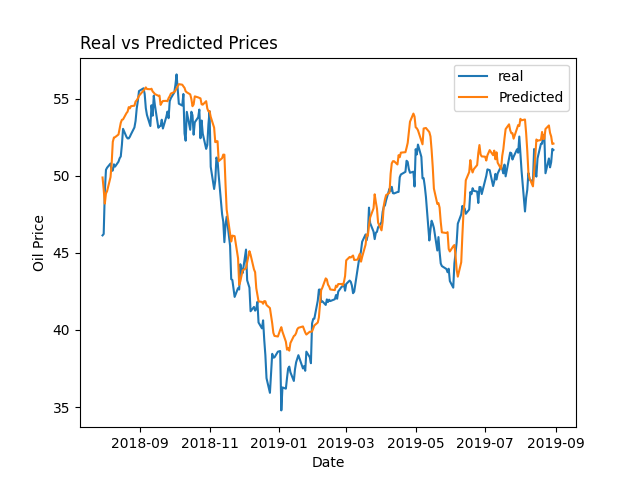 Real vs Predicted Prices
real
Predicted
55
50
45
40
35
Oil Price
2018-09
2018-11
2019-01
2019-03
2019-05
2019-07
2019-09
Date